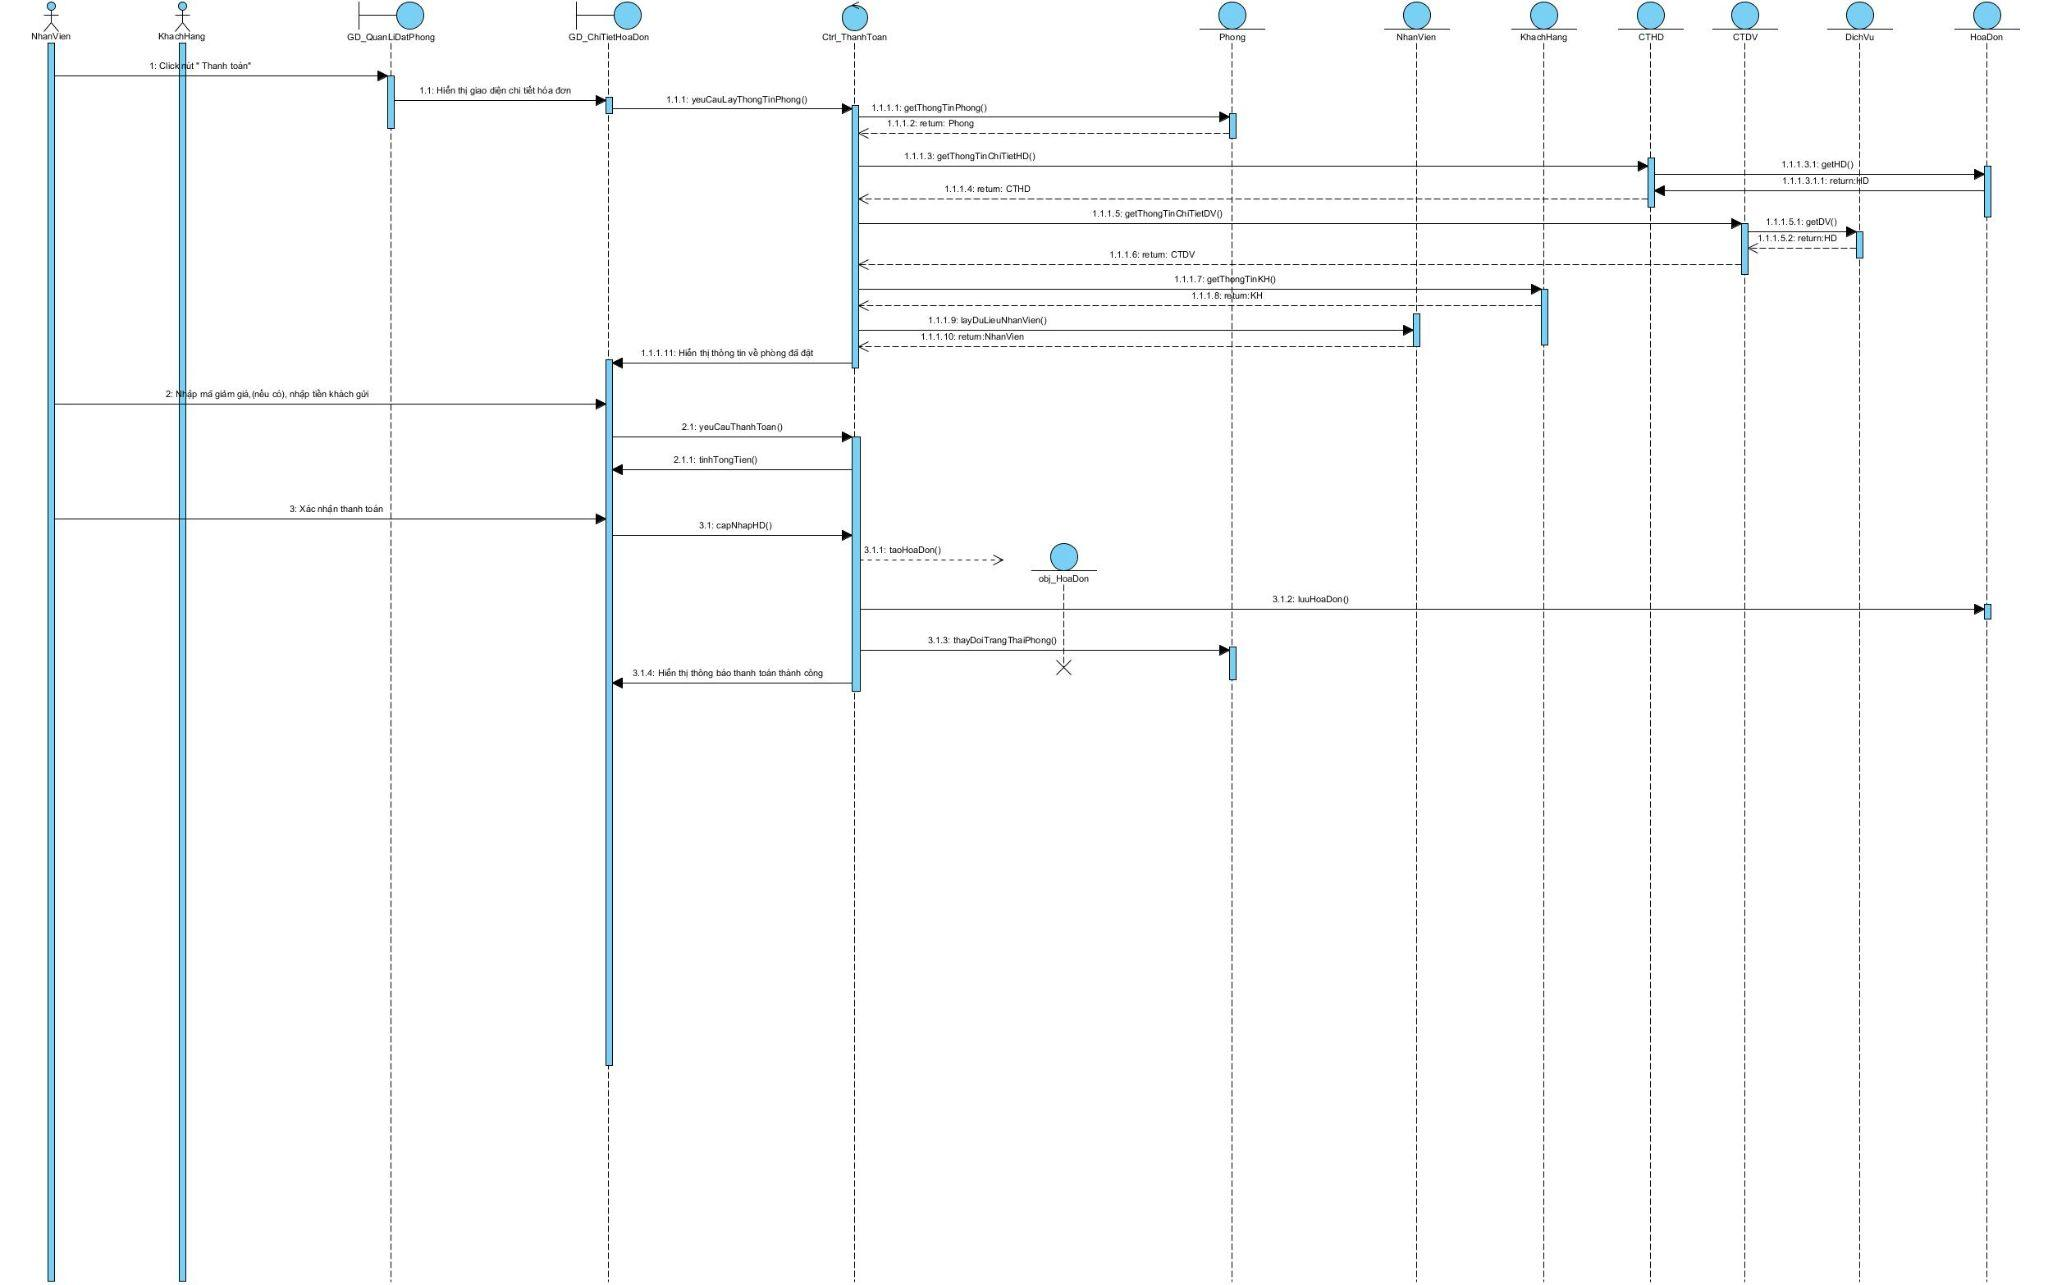 NhanVien
KhachHang
GD_QuanLiDatPhong
GD_ChiTietHoaDon
Ctrl_ThanhToan
Phong
NhanVien
KhachHang
CTHD
CTDV
DichVu
HoaDon
1: Click nút " Thanh toán"
1.1: Hiển thị giao diện chi tiết hóa đơn
1.1.1: yeuCauLayThongTinPhong()
1.1.1.1: getThongTinPhong()
1.1.1.2: return: Phong
1.1.1.3: getThongTinChiTietHD()
1.1.1.3.1: getHD()
1.1.1.3.1.1: return:HD
1.1.1.4: return: CTHD
1.1.1.5: getThongTinChiTietDV()
1.1.1.5.1: getDV()
1.1.1.5.2: return:HD
1.1.1.6: return: CTDV
1.1.1.7: getThongTinKH()
1.1.1.8: return:KH
1.1.1.9: layDuLieuNhanVien()
1.1.1.10: return:NhanVien
1.1.1.11: Hiển thị thông tin về phòng đã đặt
2: Nhập mã giảm giá,(nếu có), nhập tiền khách gửi
2.1: yeuCauThanhToan()
2.1.1: tinhTongTien()
3: Xác nhận thanh toán
3.1: capNhapHD()
3.1.1: taoHoaDon()
obj_HoaDon
3.1.2: luuHoaDon()
3.1.3: thayDoiTrangThaiPhong()
3.1.4: Hiển thị thông báo thanh toán thành công